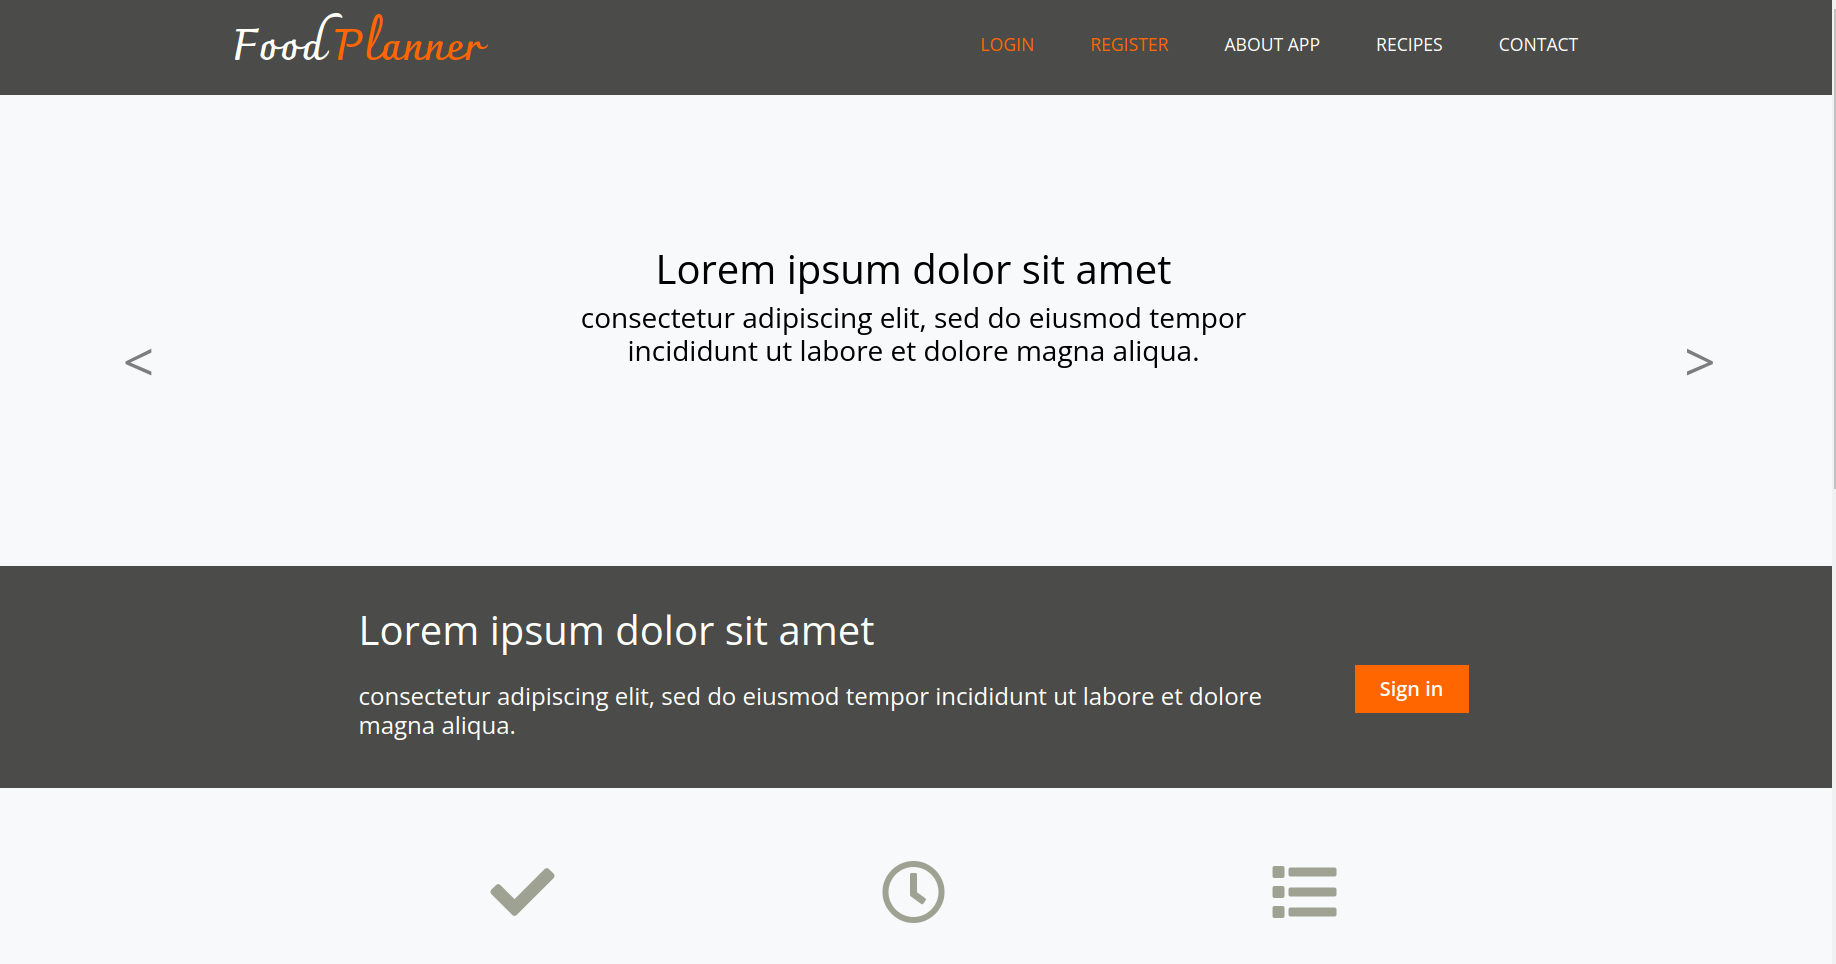 FoodPlanner
LOGIN REGISTER ABOUT APP RECIPES CONTACT
Lorem ipsum dolor sit amet
consectetur adipiscing elit, sed do eiusmod tempor
incididunt ut labore et dolore magna aliqua.
< >
Lorem ipsum dolor sit amet
consectetur adipiscing elit, sed do eiusmod tempor incididunt ut labore et dolore
magna aliqua.
Sign in